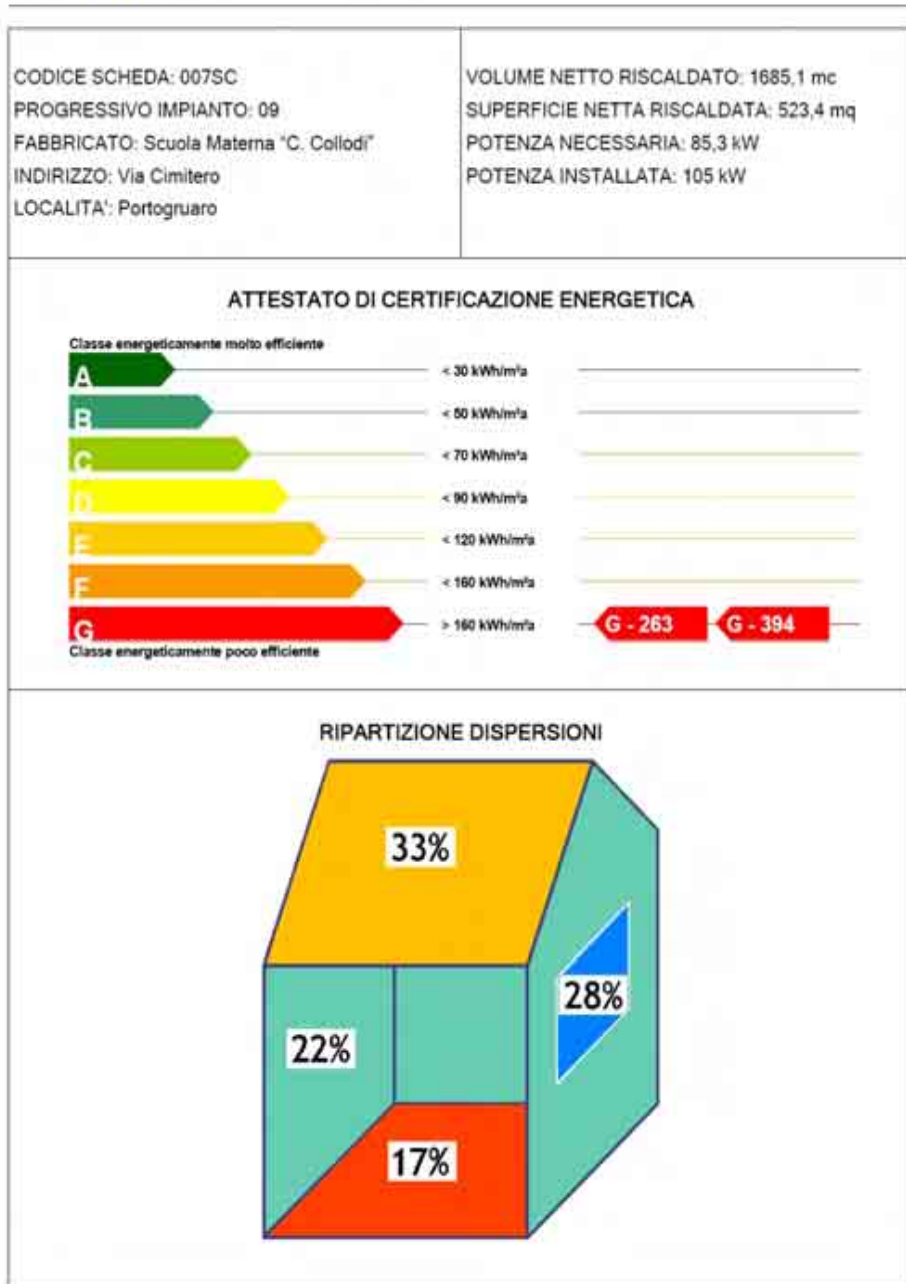 CODICE SCHEDA: 007SC
PROGRESSIVO IMPIANTO: 09
FABBRICATO: Scuola Materna "C. Collodi"
INDIRIZZO: Via Cimitero
LOCALITA': Portogruaro
VOLUME NETTO RISCALDATO: 1685,1 mc
SUPERFICIE NETTA RISCALDATA: 523,4 mq
POTENZA NECESSARIA: 85,3 kW
POTENZA INSTALLATA: 105 kW
ATTESTATO DI CERTIFICAZIONE ENERGETICA
Classe energeticamente molto efficiente
A < 30 kWh/m²a
B < 50 kWh/m²a
C < 70 kWh/m²a
D < 90 kWh/m²a
E < 120 kWh/m²a
F < 160 kWh/m²a
G > 160 kWh/m²a G - 263 G - 394
Classe energeticamente poco efficiente
RIPARTIZIONE DISPERSIONI
33%
28%
22%
17%